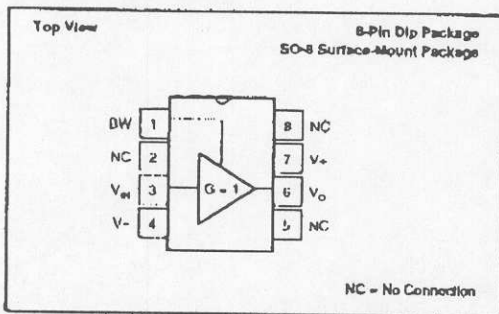 Top View
8-Pin Dip Package
SO-8 Surface-Mount Package
BW 1
8 NC
NC 2
7 V+
VIN 3
G = 1
6 VO
V- 4
5 NC
NC = No Connection